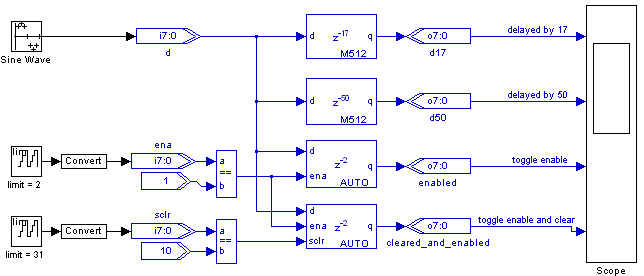 i7:0
d
Sine Wave
d z-17 q
M512
o7:0
d17
delayed by 17
d z-50 q
M512
o7:0
d50
delayed by 50
lim
limit = 2
Convert
ena
i7:0
1
a
==
b
d z-2 q
ena
AUTO
o7:0
enabled
toggle enable
lim
limit = 31
Convert
sclr
i7:0
10
a
==
b
d
ena z-2 q
sclr
AUTO
o7:0
cleared_and_enabled
toggle enable and clear
Scope